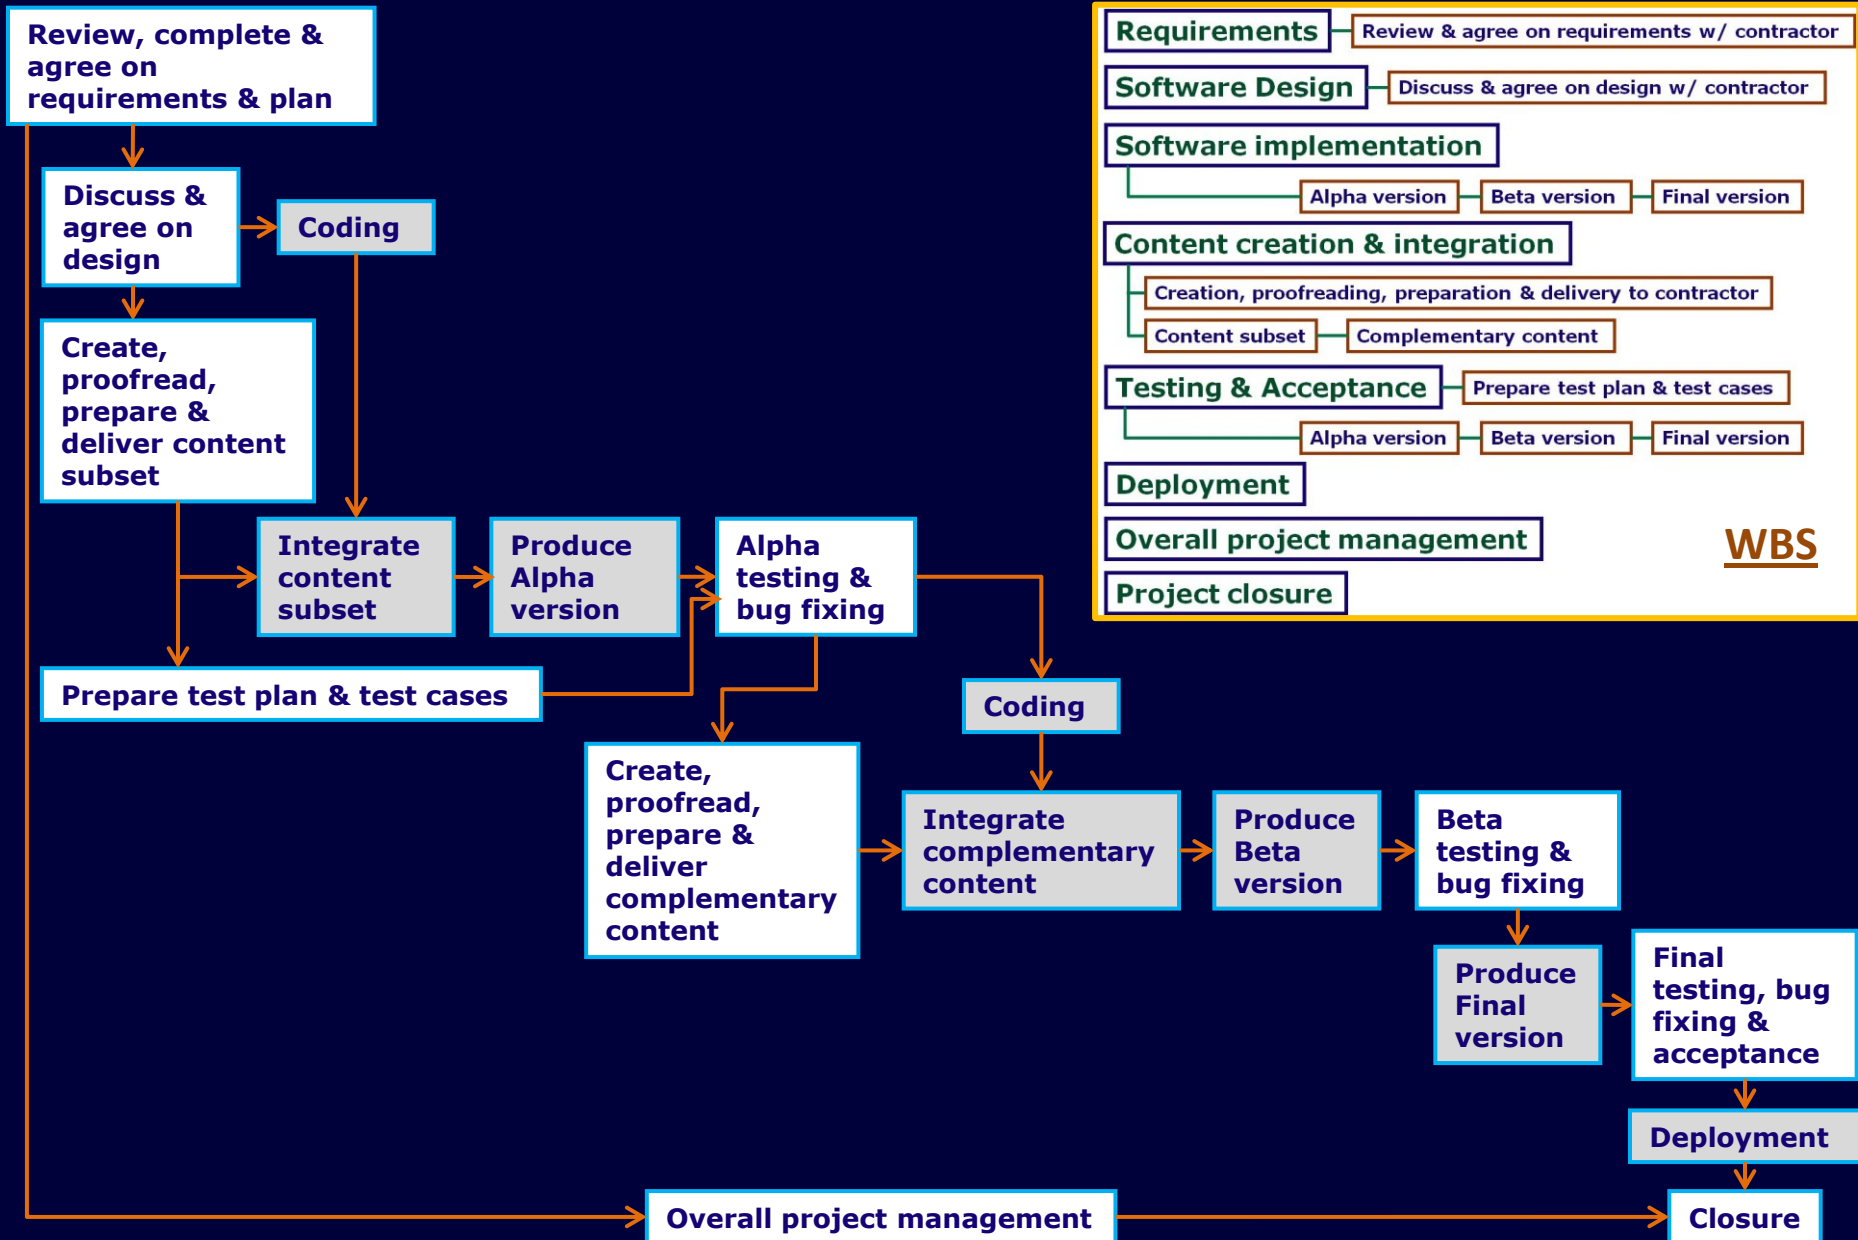 Review, complete &
agree on
requirements & plan
Discuss &
agree on
design
Coding
Create,
proofread,
prepare &
deliver content
subset
Integrate
content
subset
Produce
Alpha
version
Alpha
testing &
bug fixing
Prepare test plan & test cases
Coding
Create,
proofread,
prepare &
deliver
complementary
content
Integrate
complementary
content
Produce
Beta
version
Beta
testing &
bug fixing
Produce
Final
version
Final
testing, bug
fixing &
acceptance
Deployment
Overall project management
Closure
Requirements
Review & agree on requirements w/ contractor
Software Design
Discuss & agree on design w/ contractor
Software implementation
Alpha version
Beta version
Final version
Content creation & integration
Creation, proofreading, preparation & delivery to contractor
Content subset
Complementary content
Testing & Acceptance
Prepare test plan & test cases
Alpha version
Beta version
Final version
Deployment
Overall project management
WBS
Project closure